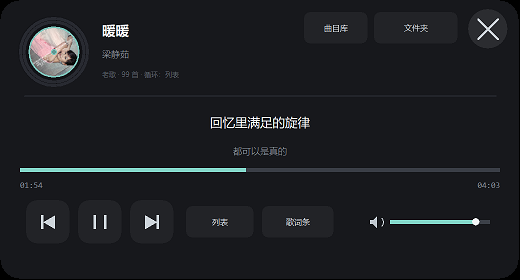 暖暖
曲目库
文件夹
梁静茹
老歌 · 99 首 · 循环: 列表
回忆里满足的旋律
都可以是真的
01:54
04:03
列表
歌词条